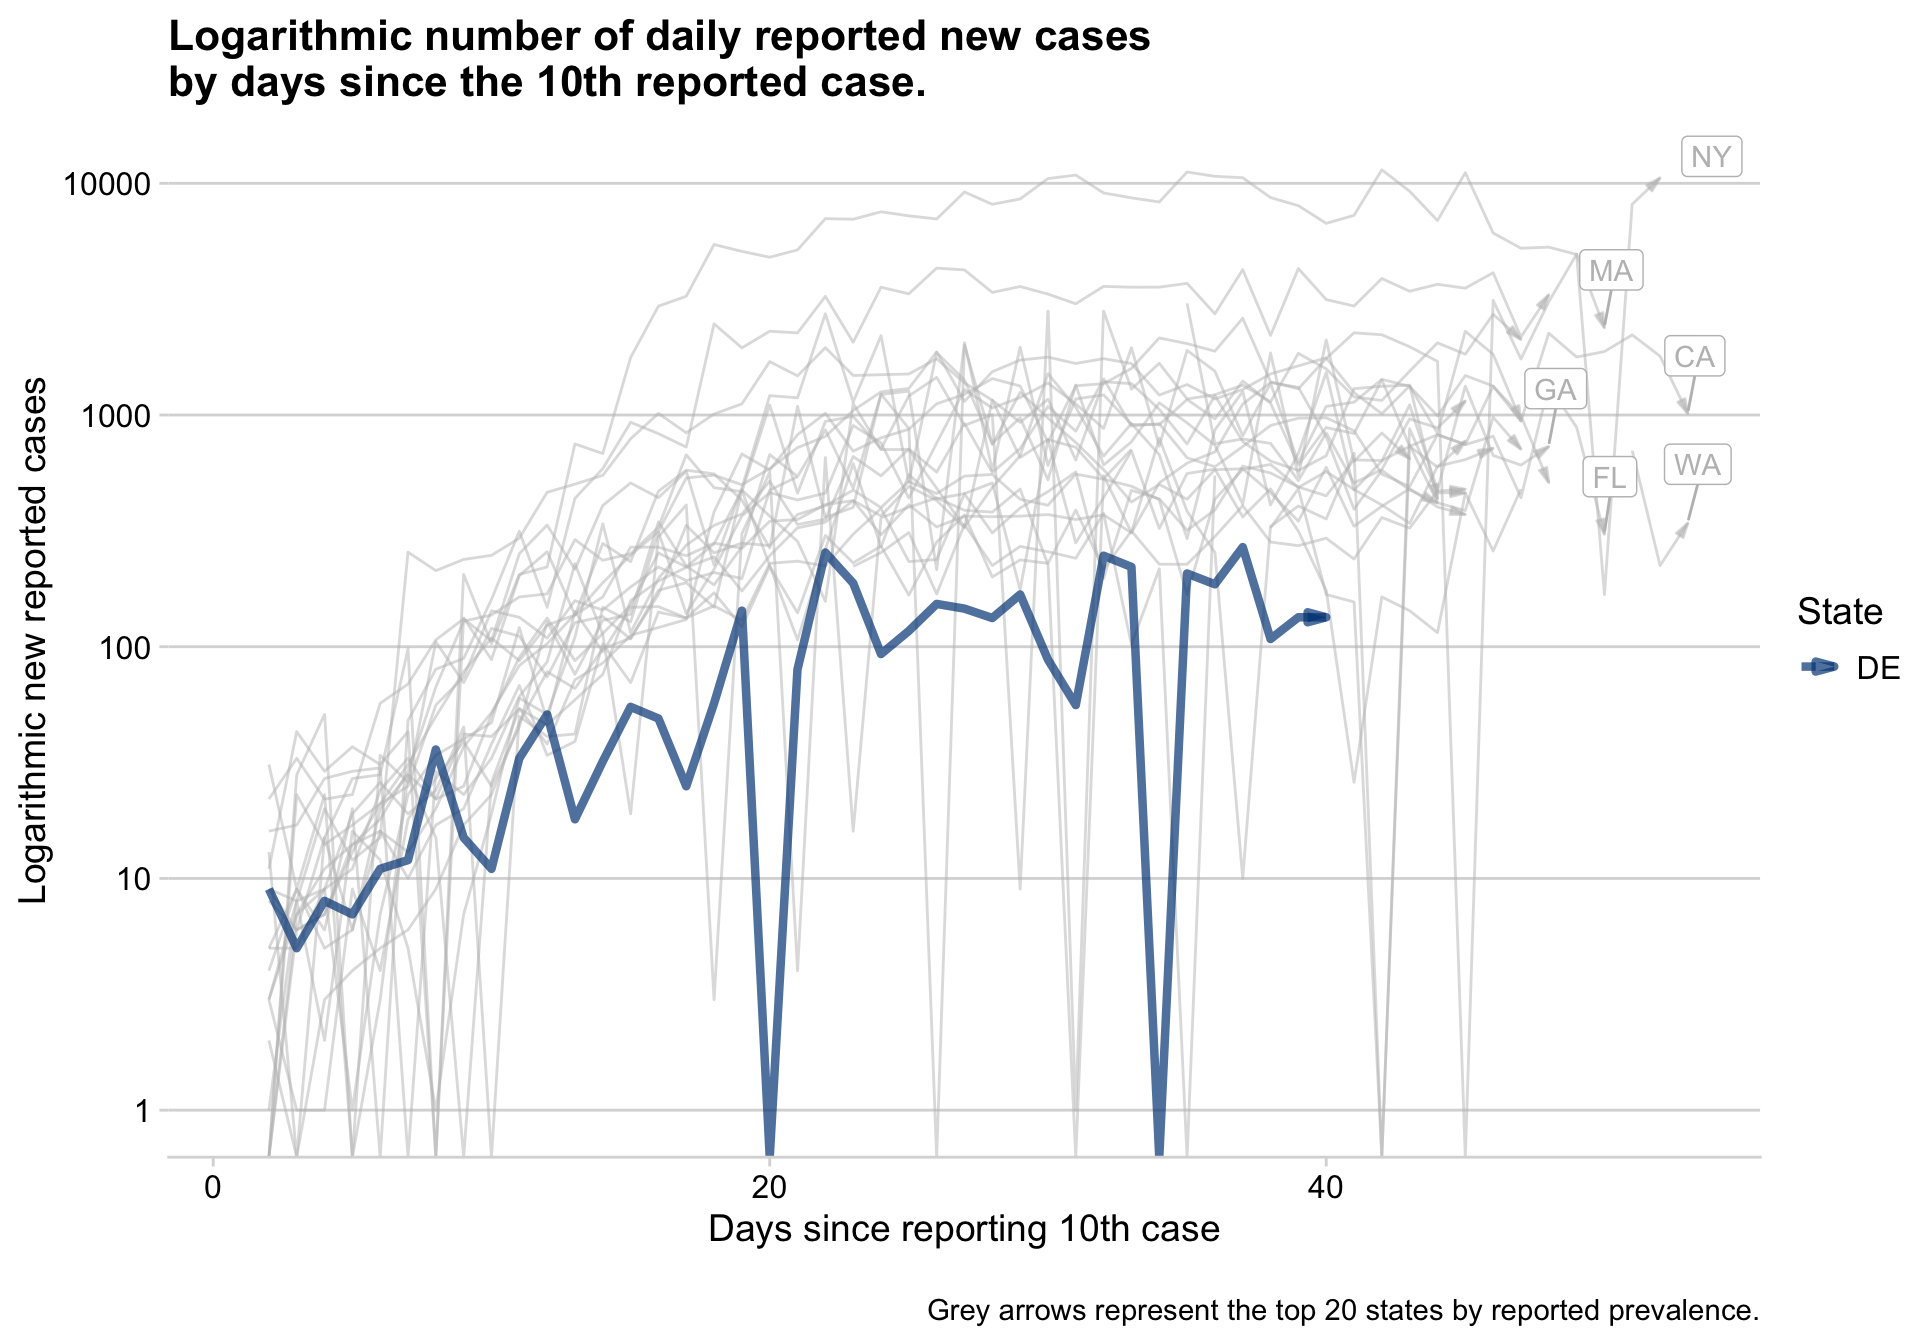 Logarithmic number of daily reported new cases
by days since the 10th reported case.
NY
10000
MA
CA
GA
1000
WA
FL
Logarithmic new reported cases
State
100
DE
10
1
0
20
40
Days since reporting 10th case
Grey arrows represent the top 20 states by reported prevalence.